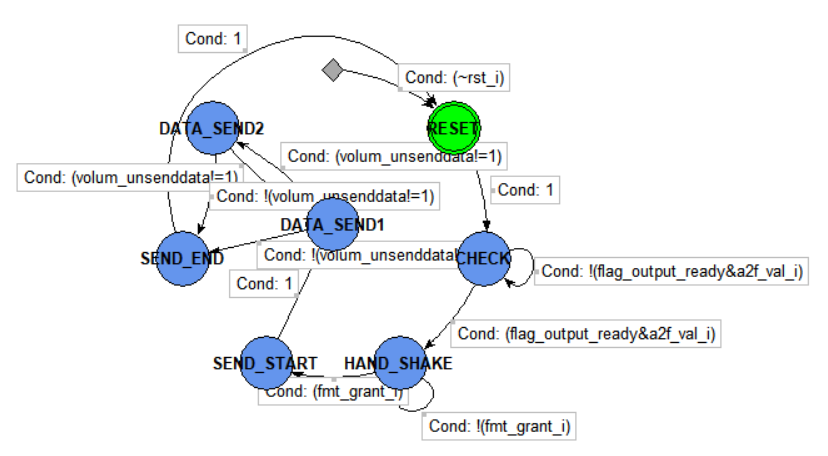 Cond: 1
Cond: (~rst_i)
DATA_SEND2
RESET
Cond: (volum_unsenddata!=1)
Cond: (volum_unsenddata!=1)
Cond: !(volum_unsenddata!=1)
Cond: 1
DATA_SEND1
SEND_END
Cond: !(volum_unsenddata!
CHECK
Cond: !(flag_output_ready&a2f_val_i)
Cond: 1
Cond: (flag_output_ready&a2f_val_i)
SEND_START
HAND_SHAKE
Cond: (fmt_grant_i)
Cond: !(fmt_grant_i)